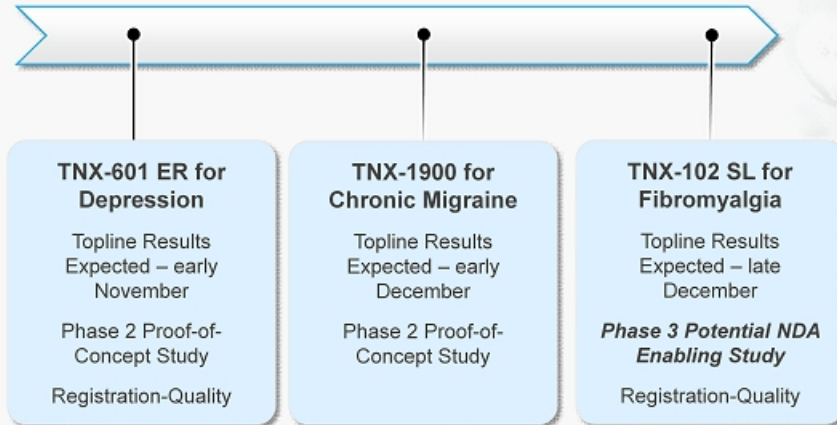 TNX-601 ER for
Depression
Topline Results
Expected – early
November
Phase 2 Proof-of-
Concept Study
Registration-Quality
TNX-1900 for
Chronic Migraine
Topline Results
Expected – early
December
Phase 2 Proof-of-
Concept Study
TNX-102 SL for
Fibromyalgia
Topline Results
Expected – late
December
Phase 3 Potential NDA
Enabling Study
Registration-Quality